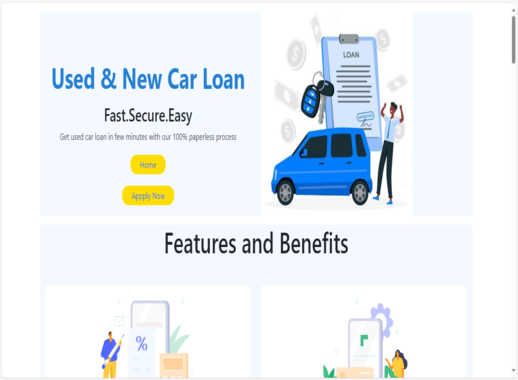 Used & New Car Loan
Fast.Secure.Easy
Get used car loan in few minutes with our 100% paperless process
Home
Appply Now
LOAN
Features and Benefits
%